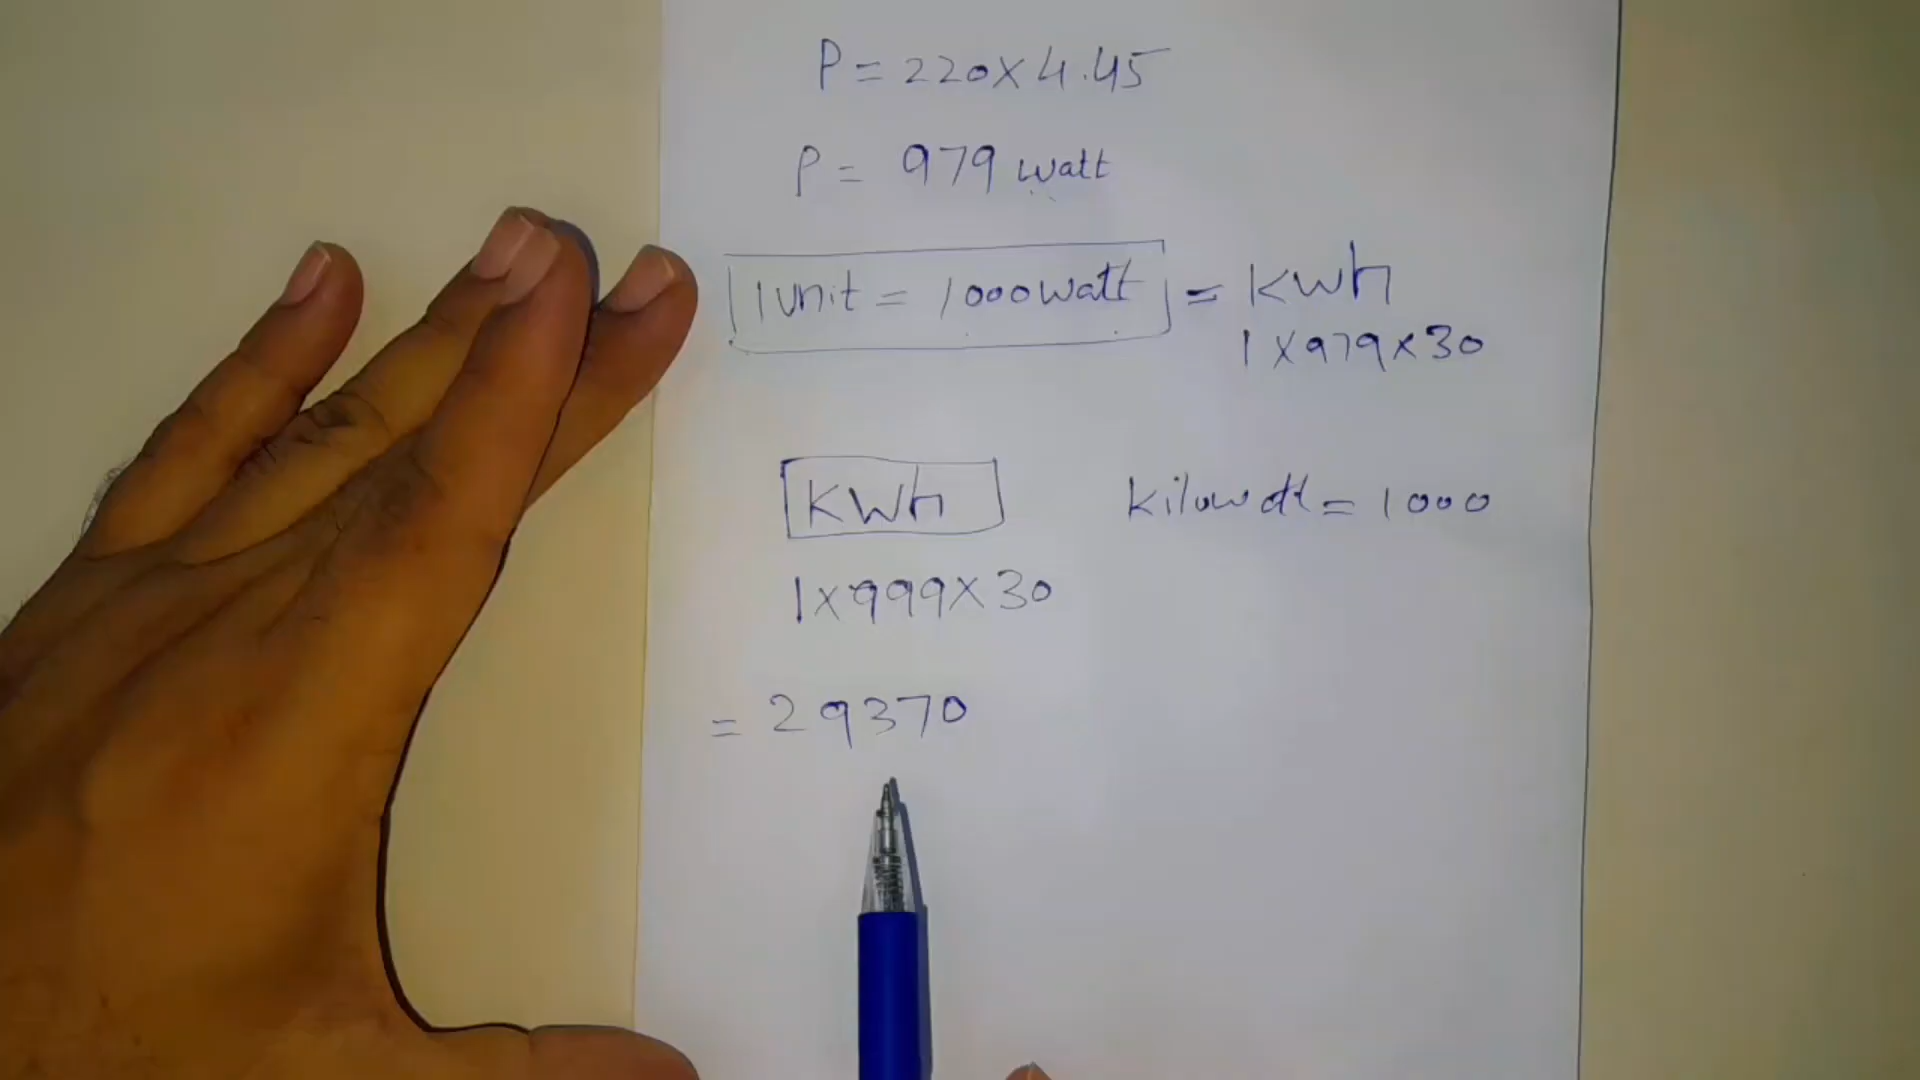 P = 220 × 4.45
P = 979 watt
1 unit = 1000 watt = kwh
1 × 979 × 30
KWh kilowatt = 1000
1 × 999 × 30
= 29370